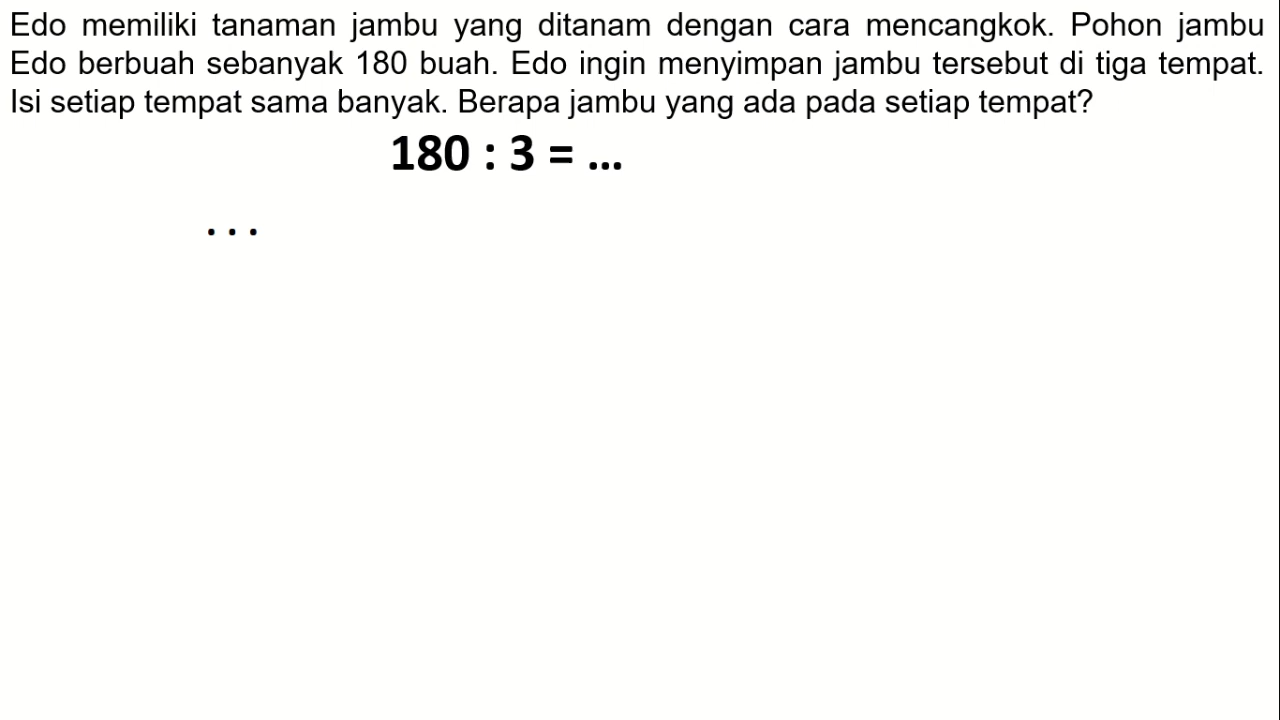 Edo memiliki tanaman jambu yang ditanam dengan cara mencangkok. Pohon jambu
Edo berbuah sebanyak 180 buah. Edo ingin menyimpan jambu tersebut di tiga tempat.
Isi setiap tempat sama banyak. Berapa jambu yang ada pada setiap tempat?
180 : 3 = ...
. . .